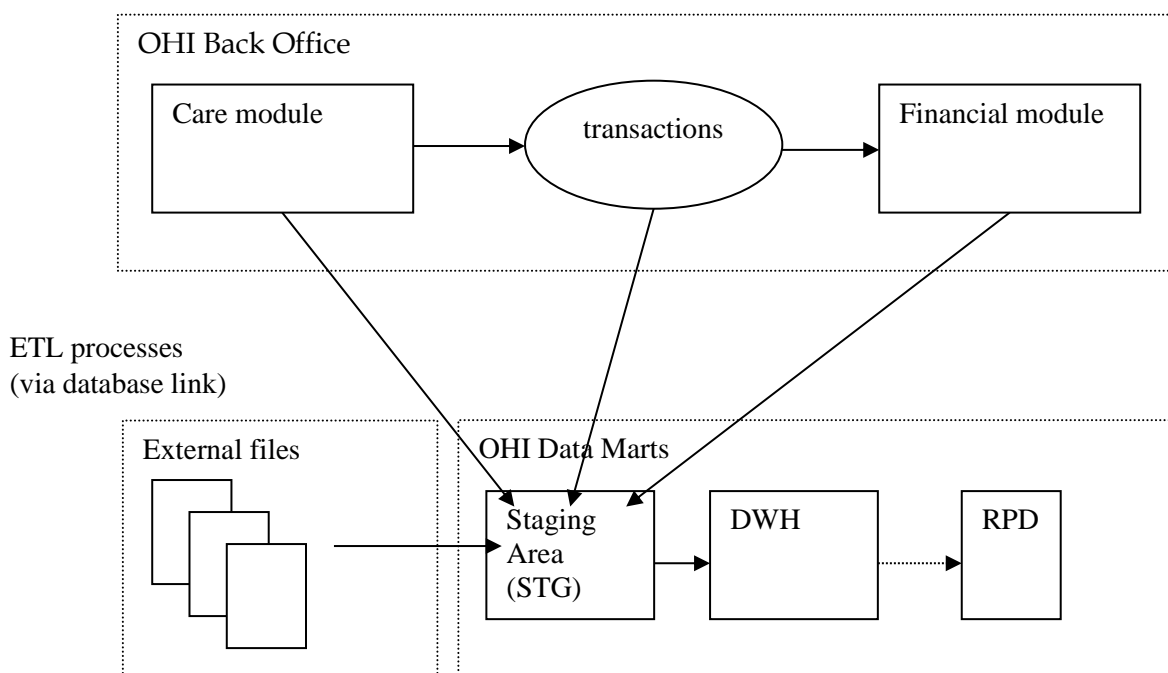 OHI Back Office
Care module
transactions
Financial module
ETL processes
(via database link)
External files
OHI Data Marts
Staging
Area
(STG)
DWH
RPD